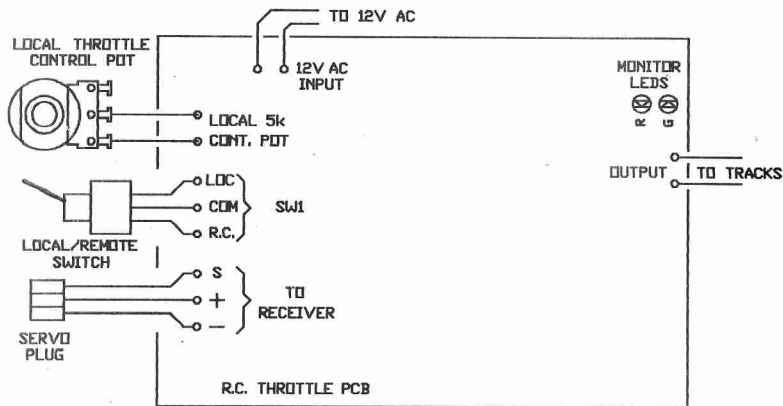 TO 12V AC
LOCAL THROTTLE
CONTROL POT
12V AC
INPUT
MONITOR
LEDS
R
G
LOCAL 5k
CONT. POT
OUTPUT
TO TRACKS
LOC
COM
R.C.
SW1
LOCAL/REMOTE
SWITCH
S
+
−
TO
RECEIVER
SERVO
PLUG
R.C. THROTTLE PCB